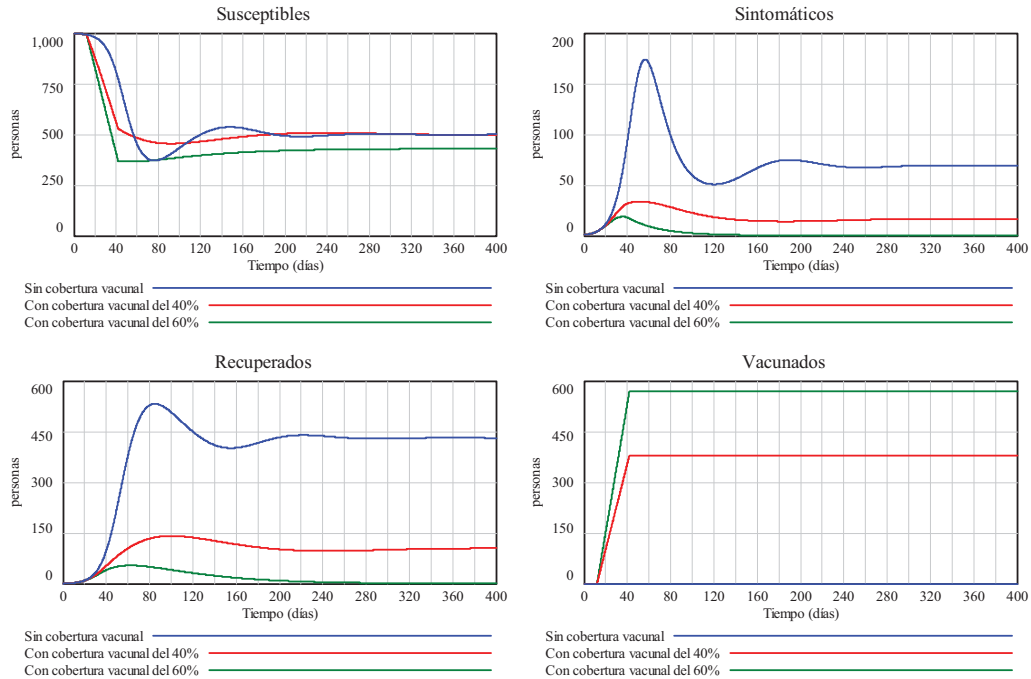 Susceptibles
1,000
750
500
250
0
personas
0 40 80 120 160 200 240 280 320 360 400
Tiempo (días)
Sin cobertura vacunal
Con cobertura vacunal del 40%
Con cobertura vacunal del 60%
Sintomáticos
200
150
100
50
0
personas
0 40 80 120 160 200 240 280 320 360 400
Tiempo (días)
Sin cobertura vacunal
Con cobertura vacunal del 40%
Con cobertura vacunal del 60%
Recuperados
600
450
300
150
0
personas
0 40 80 120 160 200 240 280 320 360 400
Tiempo (días)
Sin cobertura vacunal
Con cobertura vacunal del 40%
Con cobertura vacunal del 60%
Vacunados
600
450
300
150
0
personas
0 40 80 120 160 200 240 280 320 360 400
Tiempo (días)
Sin cobertura vacunal
Con cobertura vacunal del 40%
Con cobertura vacunal del 60%